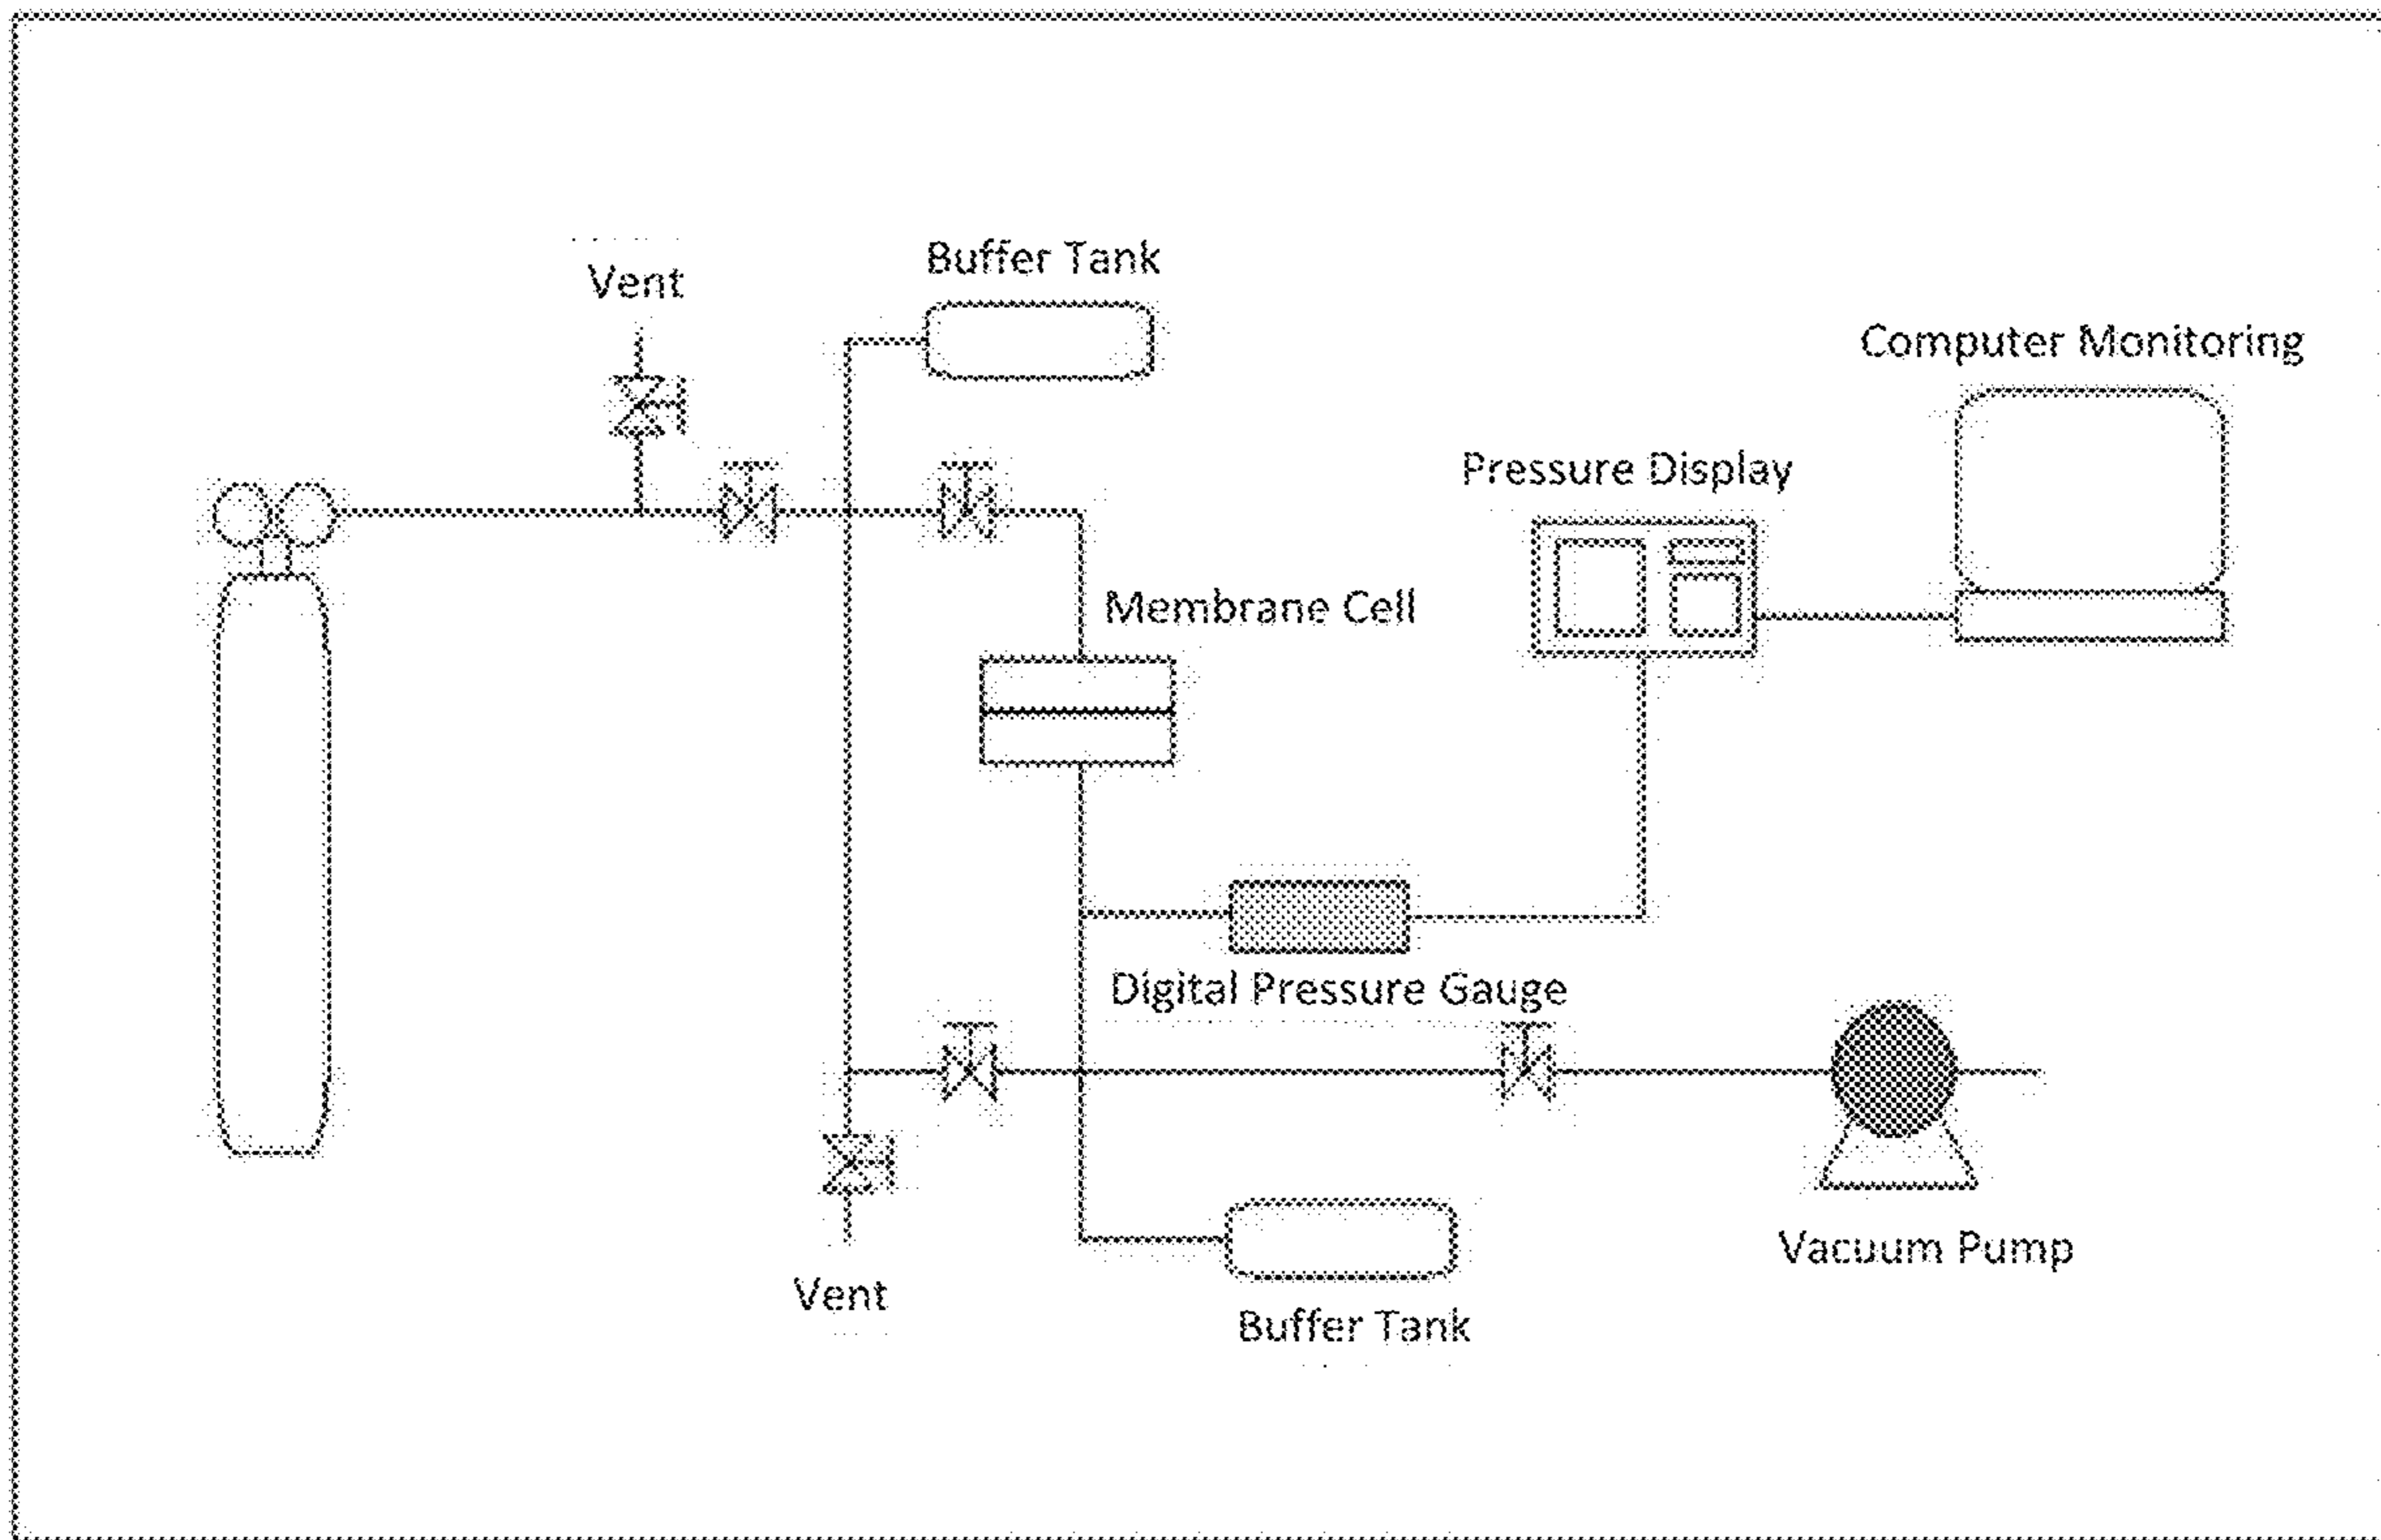 Buffer Tank
Vent
Computer Monitoring
Pressure Display
Membrane Cell
Digital Pressure Gauge
Vacuum Pump
Vent
Buffer Tank